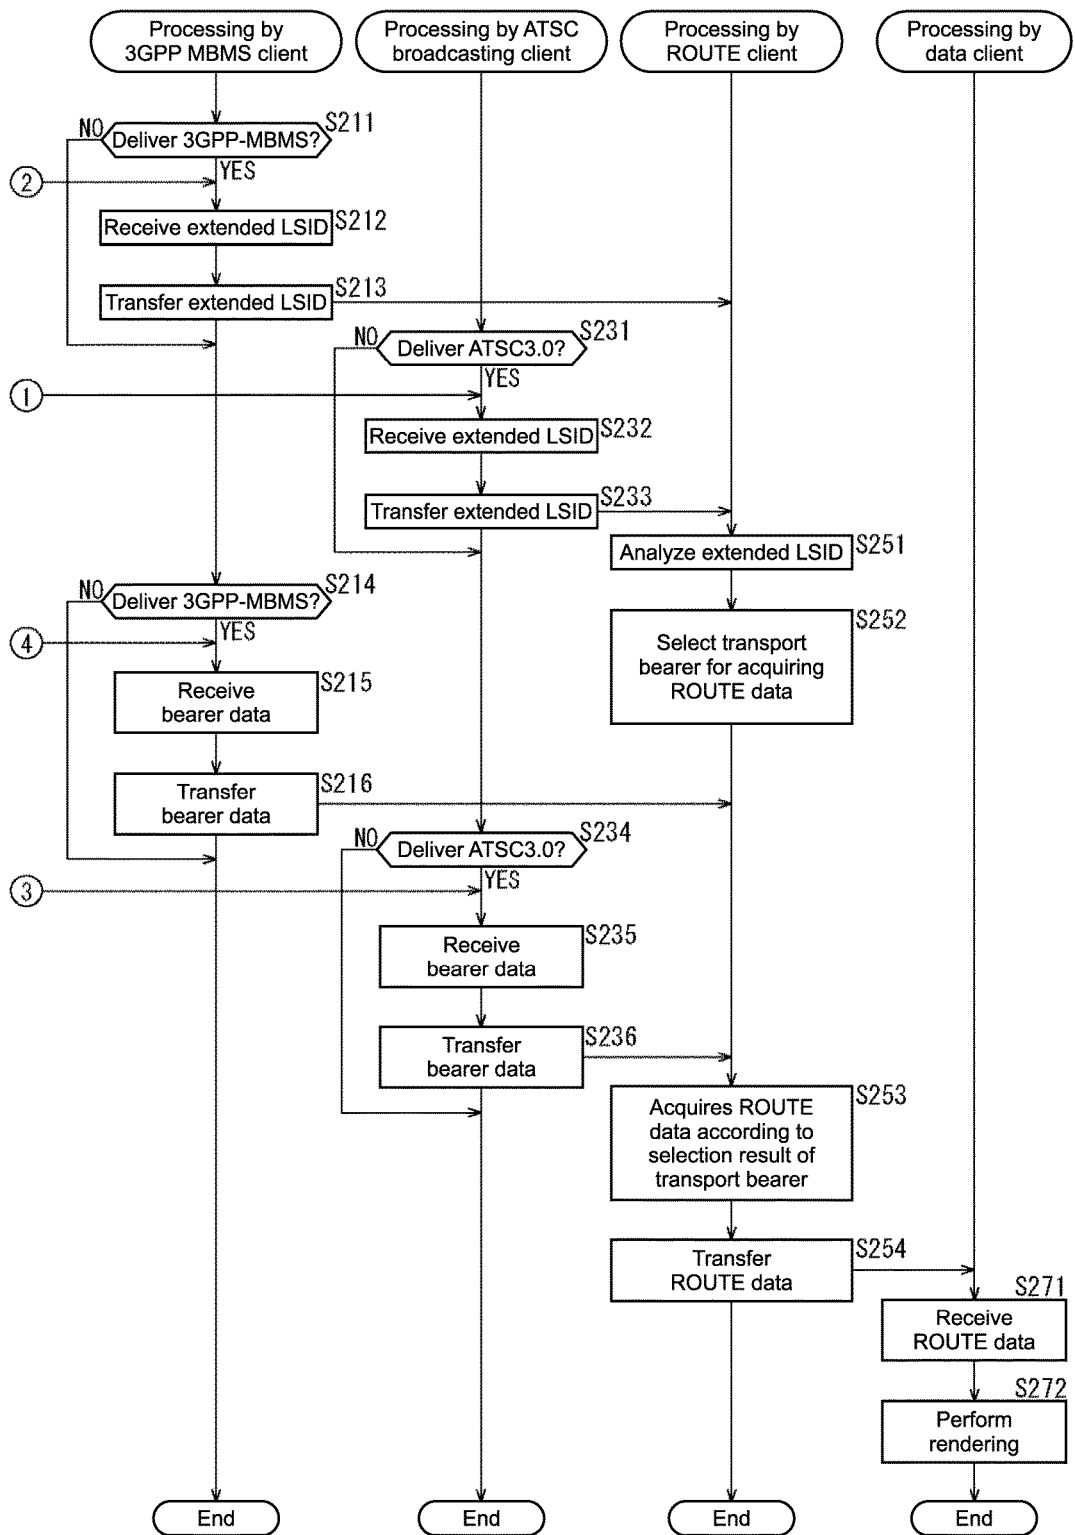 Processing by
3GPP MBMS client
Processing by ATSC
broadcasting client
Processing by
ROUTE client
Processing by
data client
NO
Deliver 3GPP-MBMS?
S211
YES
②
Receive extended LSID
S212
Transfer extended LSID
S213
NO
Deliver ATSC3.0?
S231
YES
①
Receive extended LSID
S232
Transfer extended LSID
S233
Analyze extended LSID
S251
NO
Deliver 3GPP-MBMS?
S214
YES
④
Select transport
bearer for acquiring
ROUTE data
S252
Receive
bearer data
S215
Transfer
bearer data
S216
NO
Deliver ATSC3.0?
S234
YES
③
Receive
bearer data
S235
Transfer
bearer data
S236
Acquires ROUTE
data according to
selection result of
transport bearer
S253
Transfer
ROUTE data
S254
S271
Receive
ROUTE data
S272
Perform
rendering
End
End
End
End